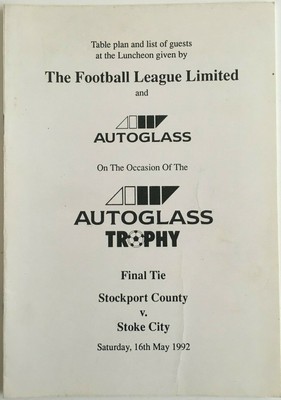 Table plan and list of guests
at the Luncheon given by
The Football League Limited
and
AUTOGLASS
On The Occasion Of The
AUTOGLASS
TROPHY
Final Tie
Stockport County
v.
Stoke City
Saturday, 16th May 1992